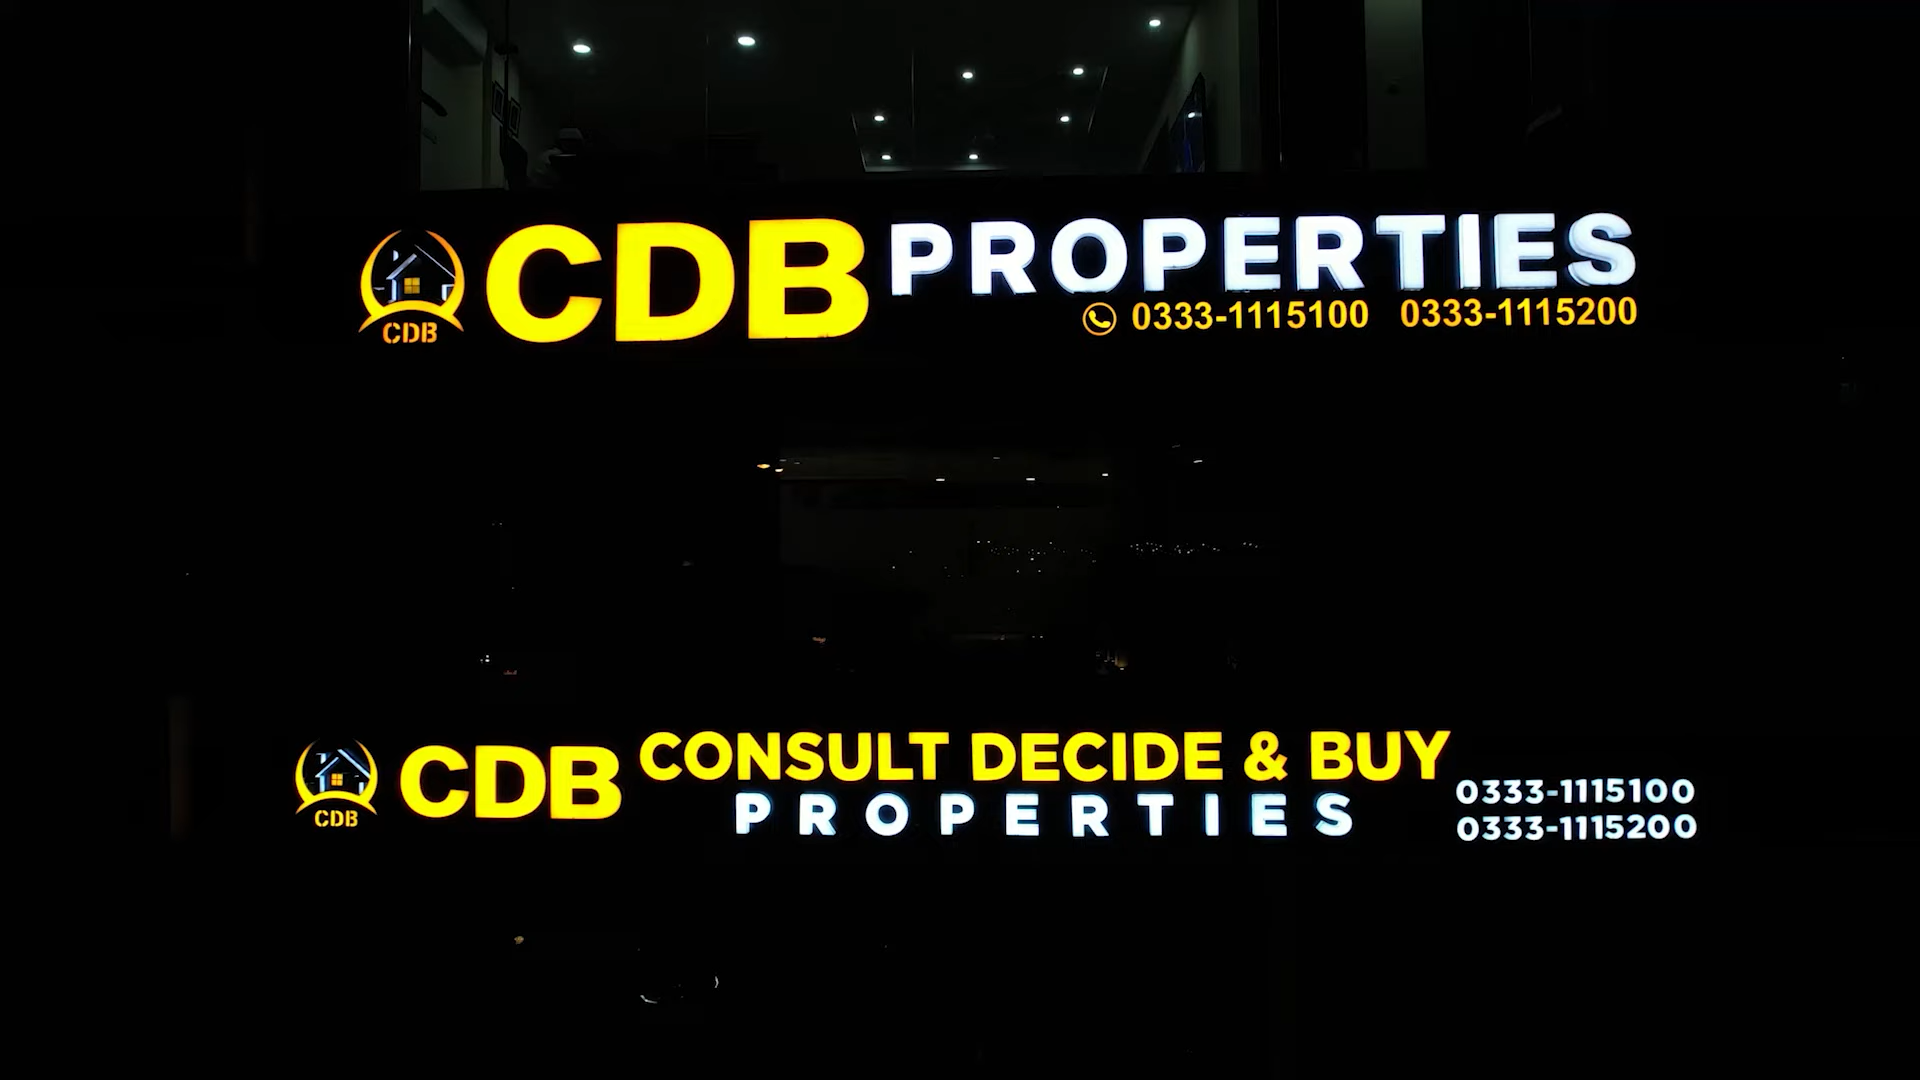 CDB PROPERTIES
CDB
0333-1115100 0333-1115200
CDB CONSULT DECIDE & BUY
PROPERTIES
CDB
0333-1115100
0333-1115200